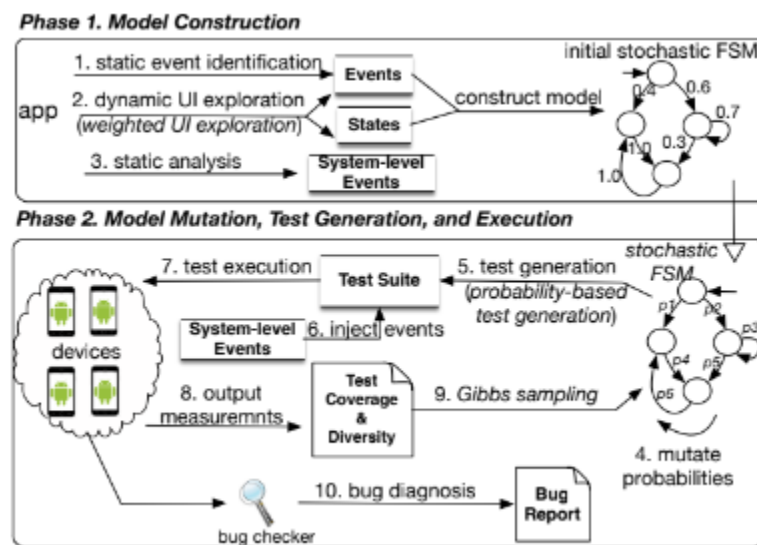 Phase 1. Model Construction
initial stochastic FSM
1. static event identification
Events
2. dynamic UI exploration
(weighted UI exploration)
app
States
construct model
3. static analysis
System-level
Events
0.4
0.6
0.7
1.0
0.3
1.0
Phase 2. Model Mutation, Test Generation, and Execution
stochastic
FSM
7. test execution
Test Suite
5. test generation
(probability-based
test generation)
System-level
Events
6. inject events
devices
p1
p2
p3
p4
p5
p6
8. output
measuremnts
Test
Coverage
&
Diversity
9. Gibbs sampling
4. mutate
probabilities
10. bug diagnosis
bug checker
Bug
Report